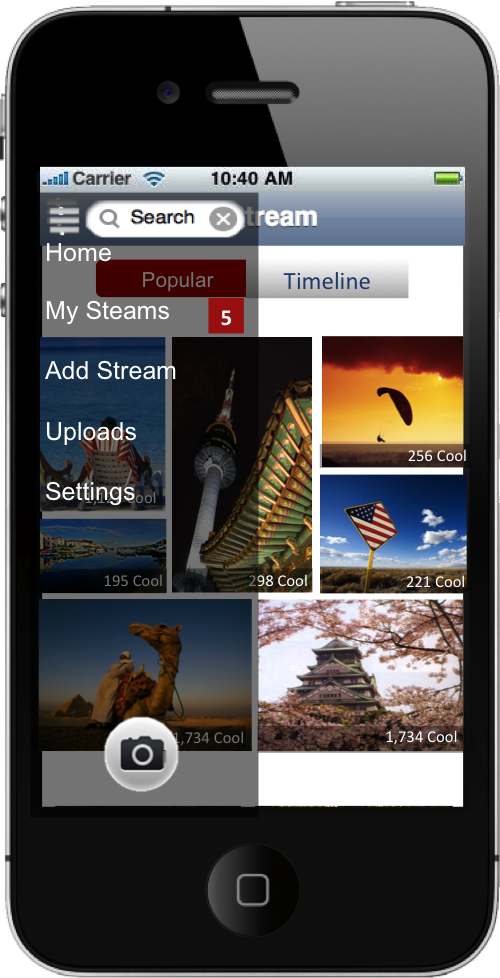 Carrier 10:40 AM
Search
tream
Home
Popular Timeline
My Steams 5
Add Stream
Uploads
256 Cool
Settings
Cool
195 Cool
298 Cool
221 Cool
1,734 Cool
1,734 Cool